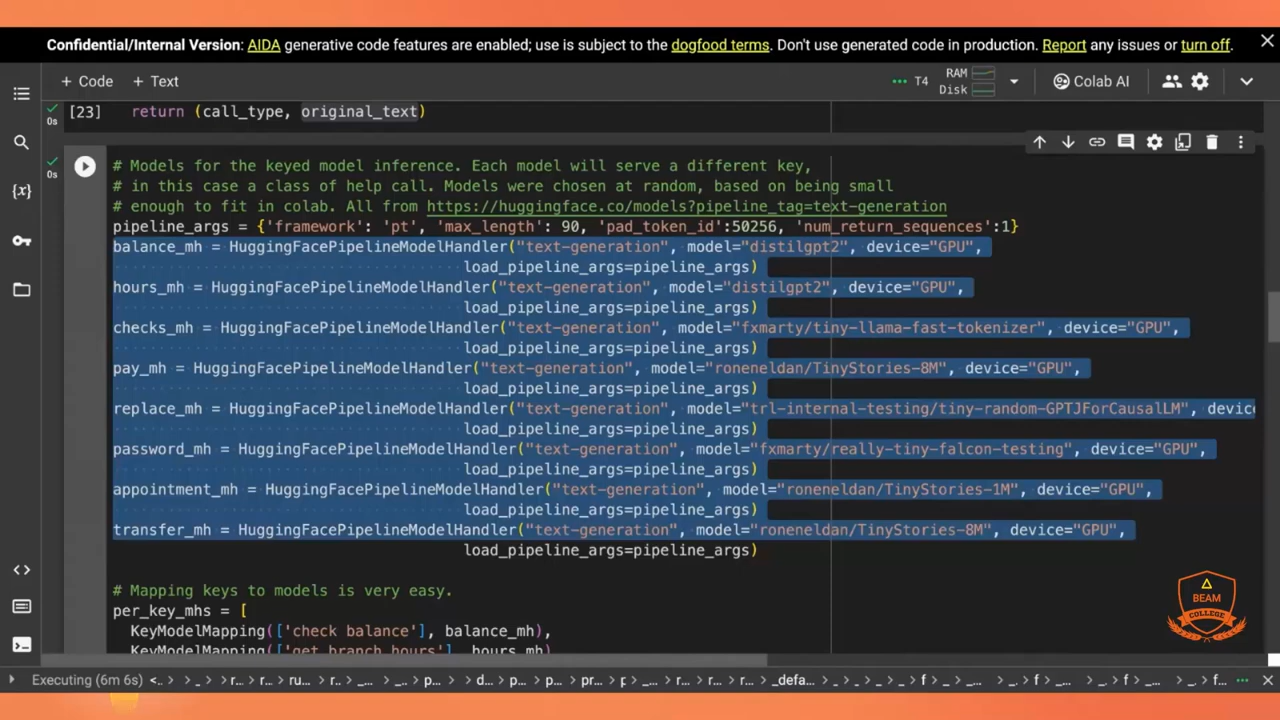 Confidential/Internal Version: AIDA generative code features are enabled; use is subject to the dogfood terms. Don't use generated code in production. Report any issues or turn off.
+ Code + Text
T4 RAM Disk
Colab AI
[23] return (call_type, original_text)
0s
0s
# Models for the keyed model inference. Each model will serve a different key,
# in this case a class of help call. Models were chosen at random, based on being small
# enough to fit in colab. All from https://huggingface.co/models?pipeline_tag=text-generation
pipeline_args = {'framework': 'pt', 'max_length': 90, 'pad_token_id':50256, 'num_return_sequences':1}
balance_mh = HuggingFacePipelineModelHandler("text-generation", model="distilgpt2", device="GPU",
load_pipeline_args=pipeline_args)
hours_mh = HuggingFacePipelineModelHandler("text-generation", model="distilgpt2", device="GPU",
load_pipeline_args=pipeline_args)
checks_mh = HuggingFacePipelineModelHandler("text-generation", model="fxmarty/tiny-llama-fast-tokenizer", device="GPU",
load_pipeline_args=pipeline_args)
pay_mh = HuggingFacePipelineModelHandler("text-generation", model="roneneldan/TinyStories-8M", device="GPU",
load_pipeline_args=pipeline_args)
replace_mh = HuggingFacePipelineModelHandler("text-generation", model="trl-internal-testing/tiny-random-GPTJForCausalLM", device
load_pipeline_args=pipeline_args)
password_mh = HuggingFacePipelineModelHandler("text-generation", model="fxmarty/really-tiny-falcon-testing", device="GPU",
load_pipeline_args=pipeline_args)
appointment_mh = HuggingFacePipelineModelHandler("text-generation", model="roneneldan/TinyStories-1M", device="GPU",
load_pipeline_args=pipeline_args)
transfer_mh = HuggingFacePipelineModelHandler("text-generation", model="roneneldan/TinyStories-8M", device="GPU",
load_pipeline_args=pipeline_args)
# Mapping keys to models is very easy.
per_key_mhs = [
KeyModelMapping(['check balance'], balance_mh),
KeyModelMapping(['get branch hours'], hours_mh)
BEAM
COLLEGE
Executing (6m 6s) <.. > _ > r... > r... > ru... > r... > _... > _... > p... > d... > p... > p... > pr... > p > _... > r... > r... > r... > _defa... > _ > _ > _ > _ > f > _... > _. > f > _... > _. > f > _... > _. > f...